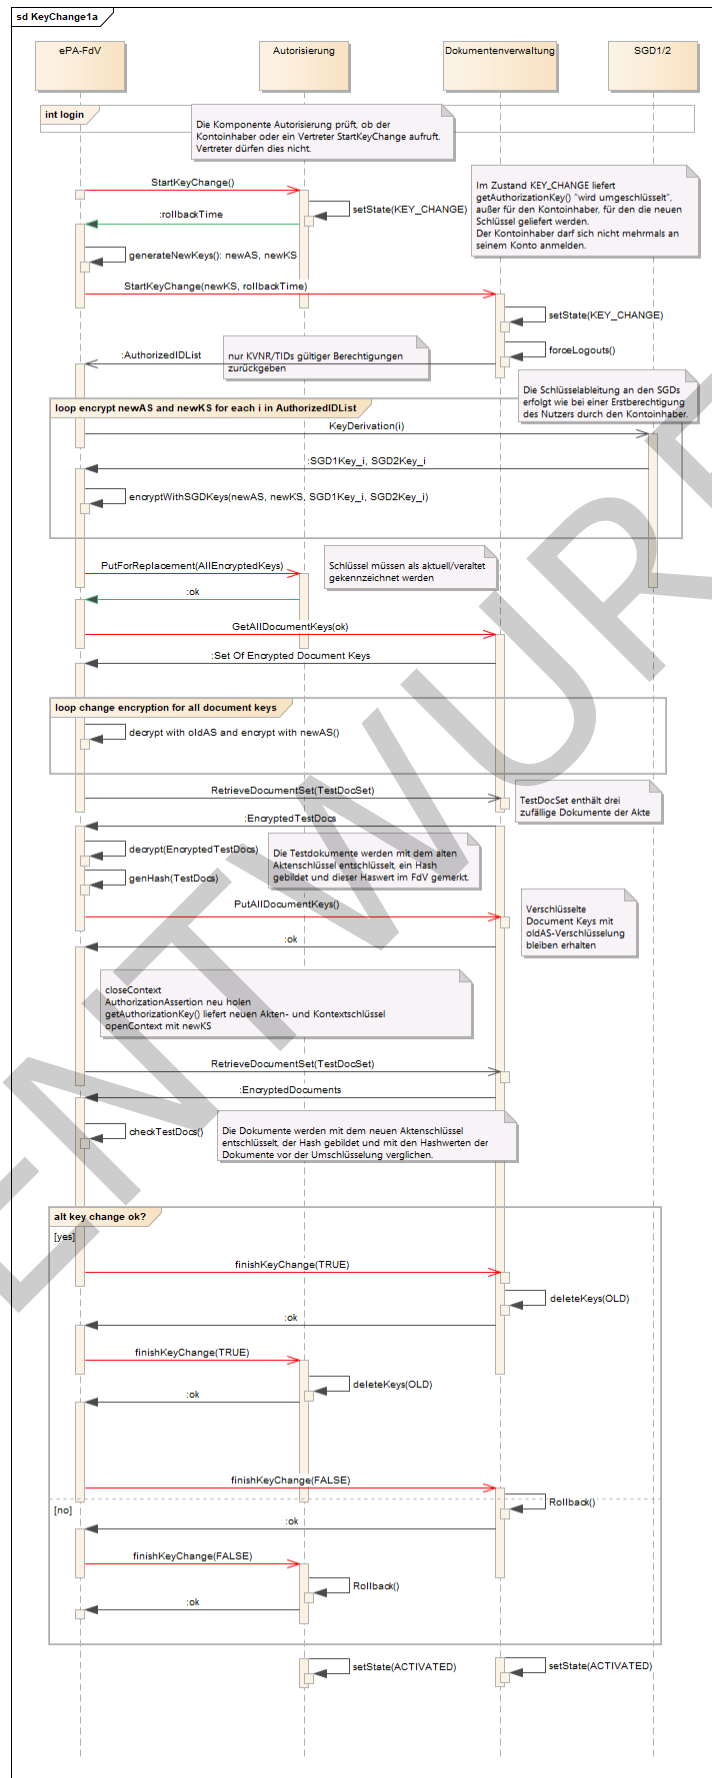 sd KeyChange1a
ePA-FdV
Autorisierung
Dokumentenverwaltung
SGD1/2
int login
Die Komponente Autorisierung prüft, ob der
Kontoinhaber oder ein Vertreter StartKeyChange aufruft.
Vertreter dürfen dies nicht.
StartKeyChange()
setState(KEY_CHANGE)
Im Zustand KEY_CHANGE liefert
getAuthorizationKey() "wird umgeschlüsselt",
außer für den Kontoinhaber, für den die neuen
Schlüssel geliefert werden.
Der Kontoinhaber darf sich nicht mehrmals an
seinem Konto anmelden.
:rollbackTime
generateNewKeys(): newAS, newKS
StartKeyChange(newKS, rollbackTime)
setState(KEY_CHANGE)
forceLogouts()
:AuthorizedIDList
nur KVNR/TIDs gültiger Berechtigungen
zurückgeben
Die Schlüsselableitung an den SGDs
erfolgt wie bei einer Erstberechtigung
des Nutzers durch den Kontoinhaber.
loop encrypt newAS and newKS for each i in AuthorizedIDList
KeyDerivation(i)
:SGD1Key_i, SGD2Key_i
encryptWithSGDKeys(newAS, newKS, SGD1Key_i, SGD2Key_i)
PutForReplacement(AllEncryptedKeys)
Schlüssel müssen als aktuell/veraltet
gekennzeichnet werden
:ok
GetAllDocumentKeys(ok)
:Set Of Encrypted Document Keys
loop change encryption for all document keys
decrypt with oldAS and encrypt with newAS()
RetrieveDocumentSet(TestDocSet)
TestDocSet enthält drei
zufällige Dokumente der Akte
:EncryptedTestDocs
decrypt(EncryptedTestDocs)
Die Testdokumente werden mit dem alten
Aktenschlüssel entschlüsselt, ein Hash
gebildet und dieser Haswert im FdV gemerkt.
genHash(TestDocs)
PutAllDocumentKeys()
Verschlüsselte
Document Keys mit
oldAS-Verschlüsselung
bleiben erhalten
:ok
closeContext
AuthorizationAssertion neu holen
getAuthorizationKey() liefert neuen Akten- und Kontextschlüssel
openContext mit newKS
RetrieveDocumentSet(TestDocSet)
:EncryptedDocuments
checkTestDocs()
Die Dokumente werden mit dem neuen Aktenschlüssel
entschlüsselt, der Hash gebildet und mit den Hashwerten der
Dokumente vor der Umschlüsselung verglichen.
alt key change ok?
[yes]
finishKeyChange(TRUE)
deleteKeys(OLD)
:ok
finishKeyChange(TRUE)
deleteKeys(OLD)
:ok
finishKeyChange(FALSE)
Rollback()
[no]
:ok
finishKeyChange(FALSE)
Rollback()
:ok
setState(ACTIVATED)
setState(ACTIVATED)
ENTWURF